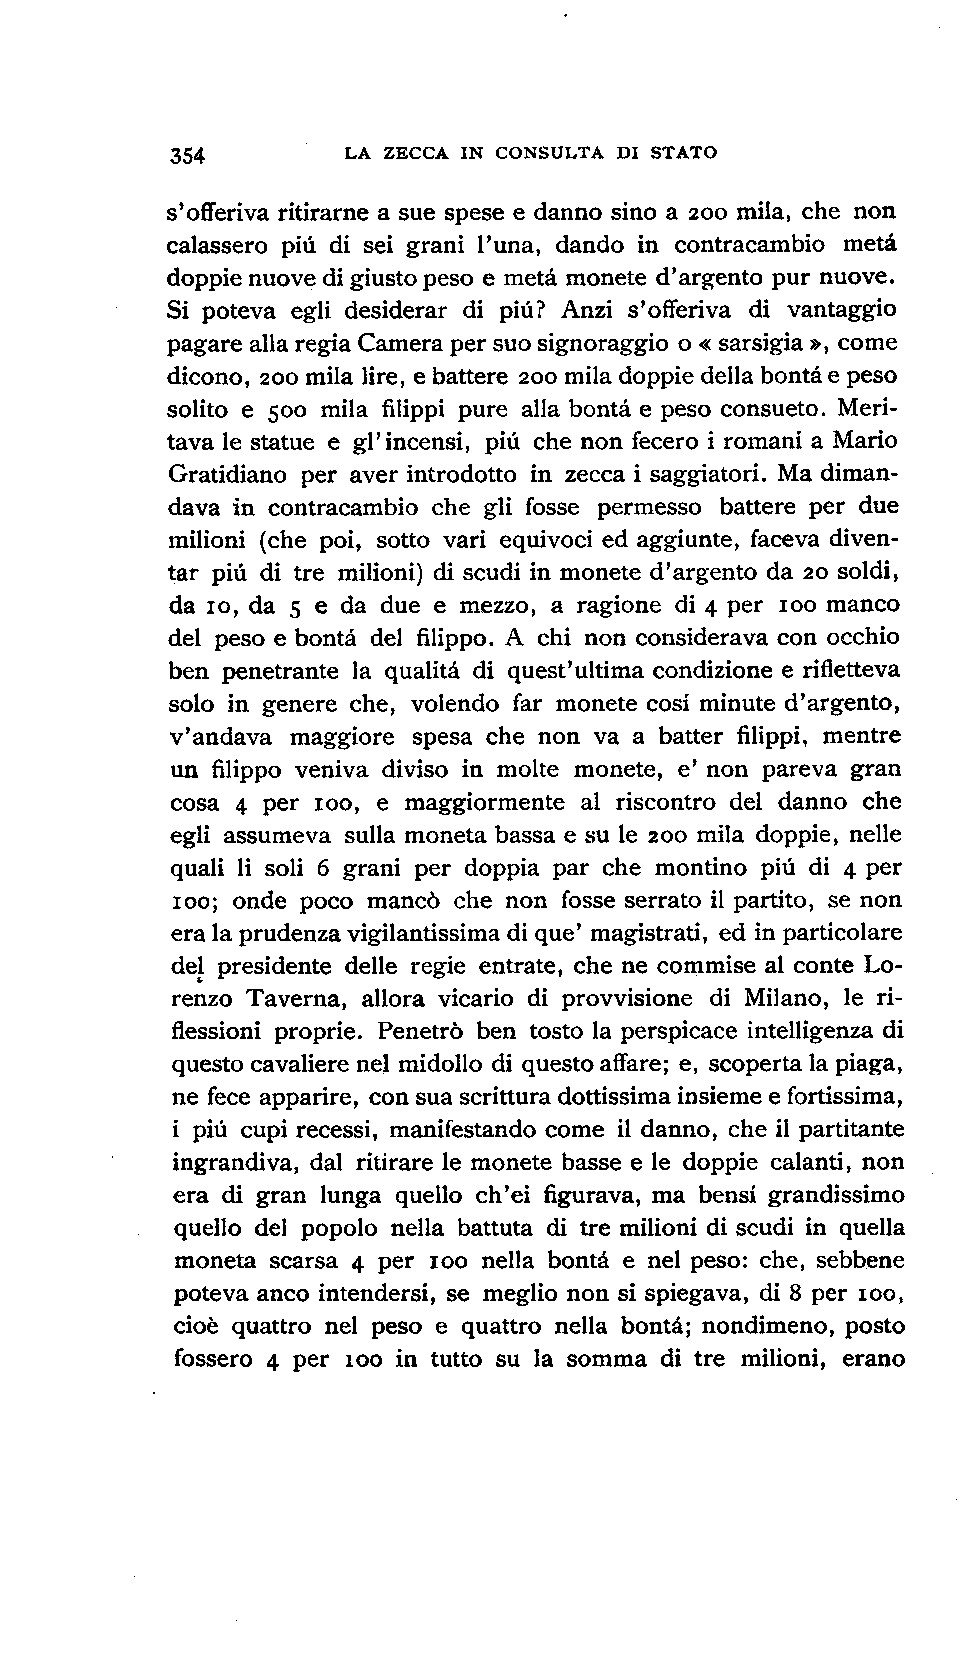 354 LA ZECCA IN CONSULTA DI STATO
s'offeriva ritirarne a sue spese e danno sino a 200 mila, che non
calassero piú di sei grani l'una, dando in contracambio metá
doppie nuove di giusto peso e metá monete d'argento pur nuove.
Si poteva egli desiderar di piú? Anzi s'offeriva di vantaggio
pagare alla regia Camera per suo signoraggio o « sarsigia », come
dicono, 200 mila lire, e battere 200 mila doppie della bontá e peso
solito e 500 mila filippi pure alla bontá e peso consueto. Meri-
tava le statue e gl'incensi, piú che non fecero i romani a Mario
Gratidiano per aver introdotto in zecca i saggiatori. Ma diman-
dava in contracambio che gli fosse permesso battere per due
milioni (che poi, sotto vari equivoci ed aggiunte, faceva diven-
tar piú di tre milioni) di scudi in monete d'argento da 20 soldi,
da 10, da 5 e da due e mezzo, a ragione di 4 per 100 manco
del peso e bontá del filippo. A chi non considerava con occhio
ben penetrante la qualitá di quest'ultima condizione e rifletteva
solo in genere che, volendo far monete cosí minute d'argento,
v'andava maggiore spesa che non va a batter filippi, mentre
un filippo veniva diviso in molte monete, e' non pareva gran
cosa 4 per 100, e maggiormente al riscontro del danno che
egli assumeva sulla moneta bassa e su le 200 mila doppie, nelle
quali li soli 6 grani per doppia par che montino piú di 4 per
100; onde poco mancò che non fosse serrato il partito, se non
era la prudenza vigilantissima di que' magistrati, ed in particolare
del presidente delle regie entrate, che ne commise al conte Lo-
renzo Taverna, allora vicario di provvisione di Milano, le ri-
flessioni proprie. Penetrò ben tosto la perspicace intelligenza di
questo cavaliere nel midollo di questo affare; e, scoperta la piaga,
ne fece apparire, con sua scrittura dottissima insieme e fortissima,
i piú cupi recessi, manifestando come il danno, che il partitante
ingrandiva, dal ritirare le monete basse e le doppie calanti, non
era di gran lunga quello ch'ei figurava, ma bensí grandissimo
quello del popolo nella battuta di tre milioni di scudi in quella
moneta scarsa 4 per 100 nella bontá e nel peso: che, sebbene
poteva anco intendersi, se meglio non si spiegava, di 8 per 100,
cioè quattro nel peso e quattro nella bontá; nondimeno, posto
fossero 4 per 100 in tutto su la somma di tre milioni, erano